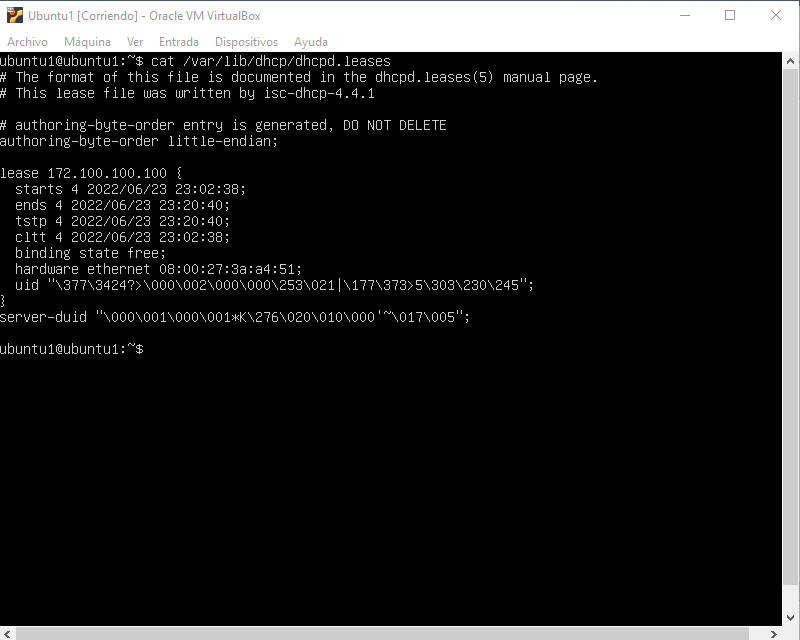 Ubuntu1 [Corriendo] - Oracle VM VirtualBox
Archivo Máquina Ver Entrada Dispositivos Ayuda
ubuntu1@ubuntu1:~$ cat /var/lib/dhcp/dhcpd.leases
# The format of this file is documented in the dhcpd.leases(5) manual page.
# This lease file was written by isc-dhcp-4.4.1
# authoring-byte-order entry is generated, DO NOT DELETE
authoring-byte-order little-endian;
lease 172.100.100.100 {
starts 4 2022/06/23 23:02:38;
ends 4 2022/06/23 23:20:40;
tstp 4 2022/06/23 23:20:40;
cltt 4 2022/06/23 23:02:38;
binding state free;
hardware ethernet 08:00:27:3a:a4:51;
uid "\377\3424?>\000\002\000\000\253\021|\177\373>5\303\230\245";
}
server-duid "\000\001\000\001*K\276\020\010\000'~\017\005";
ubuntu1@ubuntu1:~$